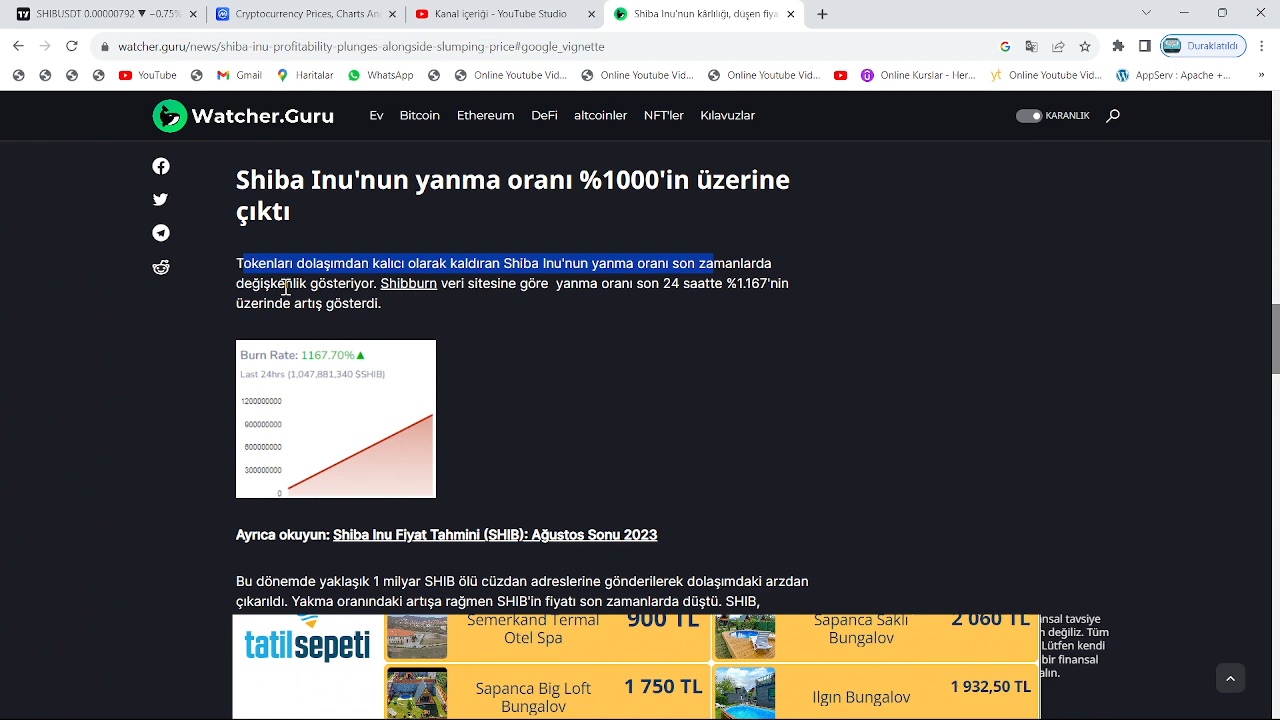 SHIBUSDT 0.00000792 ▼ −0.75%
Cryptocurrency Prices, Charts An
Kanal içeriği - YouTube Studio
Shiba Inu'nun kârlılığı, düşen fiya
watcher.guru/news/shiba-inu-profitability-plunges-alongside-slumping-price#google_vignette
Duraklatıldı
YouTube
Gmail
Haritalar
WhatsApp
Online Youtube Vid...
Online Youtube Vid...
Online Youtube Vid...
Online Kurslar - Her...
yt Online Youtube Vid...
AppServ : Apache +...
»
Watcher.Guru
Ev
Bitcoin
Ethereum
DeFi
altcoinler
NFT'ler
Kılavuzlar
KARANLIK
Shiba Inu'nun yanma oranı %1000'in üzerine
çıktı
Tokenları dolaşımdan kalıcı olarak kaldıran Shiba Inu'nun yanma oranı son zamanlarda
değişkenlik gösteriyor. Shibburn veri sitesine göre yanma oranı son 24 saatte %1.167'nin
üzerinde artış gösterdi.
Burn Rate: 1167.70% ▲
Last 24hrs (1,047,881,340 $SHIB)
1200000000
900000000
600000000
300000000
0
Ayrıca okuyun: Shiba Inu Fiyat Tahmini (SHIB): Ağustos Sonu 2023
Bu dönemde yaklaşık 1 milyar SHIB ölü cüzdan adreslerine gönderilerek dolaşımdaki arzdan
çıkarıldı. Yakma oranındaki artışa rağmen SHIB'in fiyatı son zamanlarda düştü. SHIB,
tatilsepeti
Semerkand Termal
Otel Spa
900 TL
Sapanca Saklı
Bungalov
2 060 TL
Sapanca Big Loft
Bungalov
1 750 TL
Ilgın Bungalov
1 932,50 TL
nsal tavsiye
n değiliz. Tüm
Lütfen kendi
bir finansal
alın.